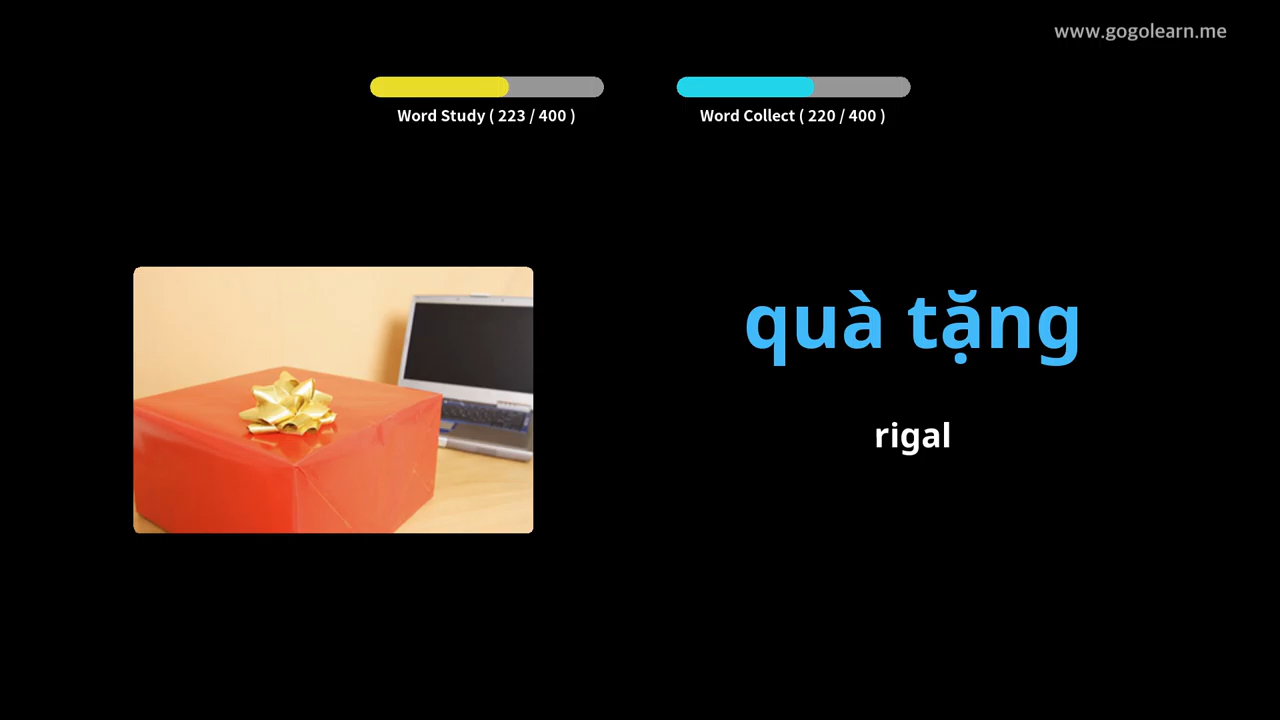 www.gogolearn.me
Word Study ( 223 / 400 )
Word Collect ( 220 / 400 )
quà tặng
rigal